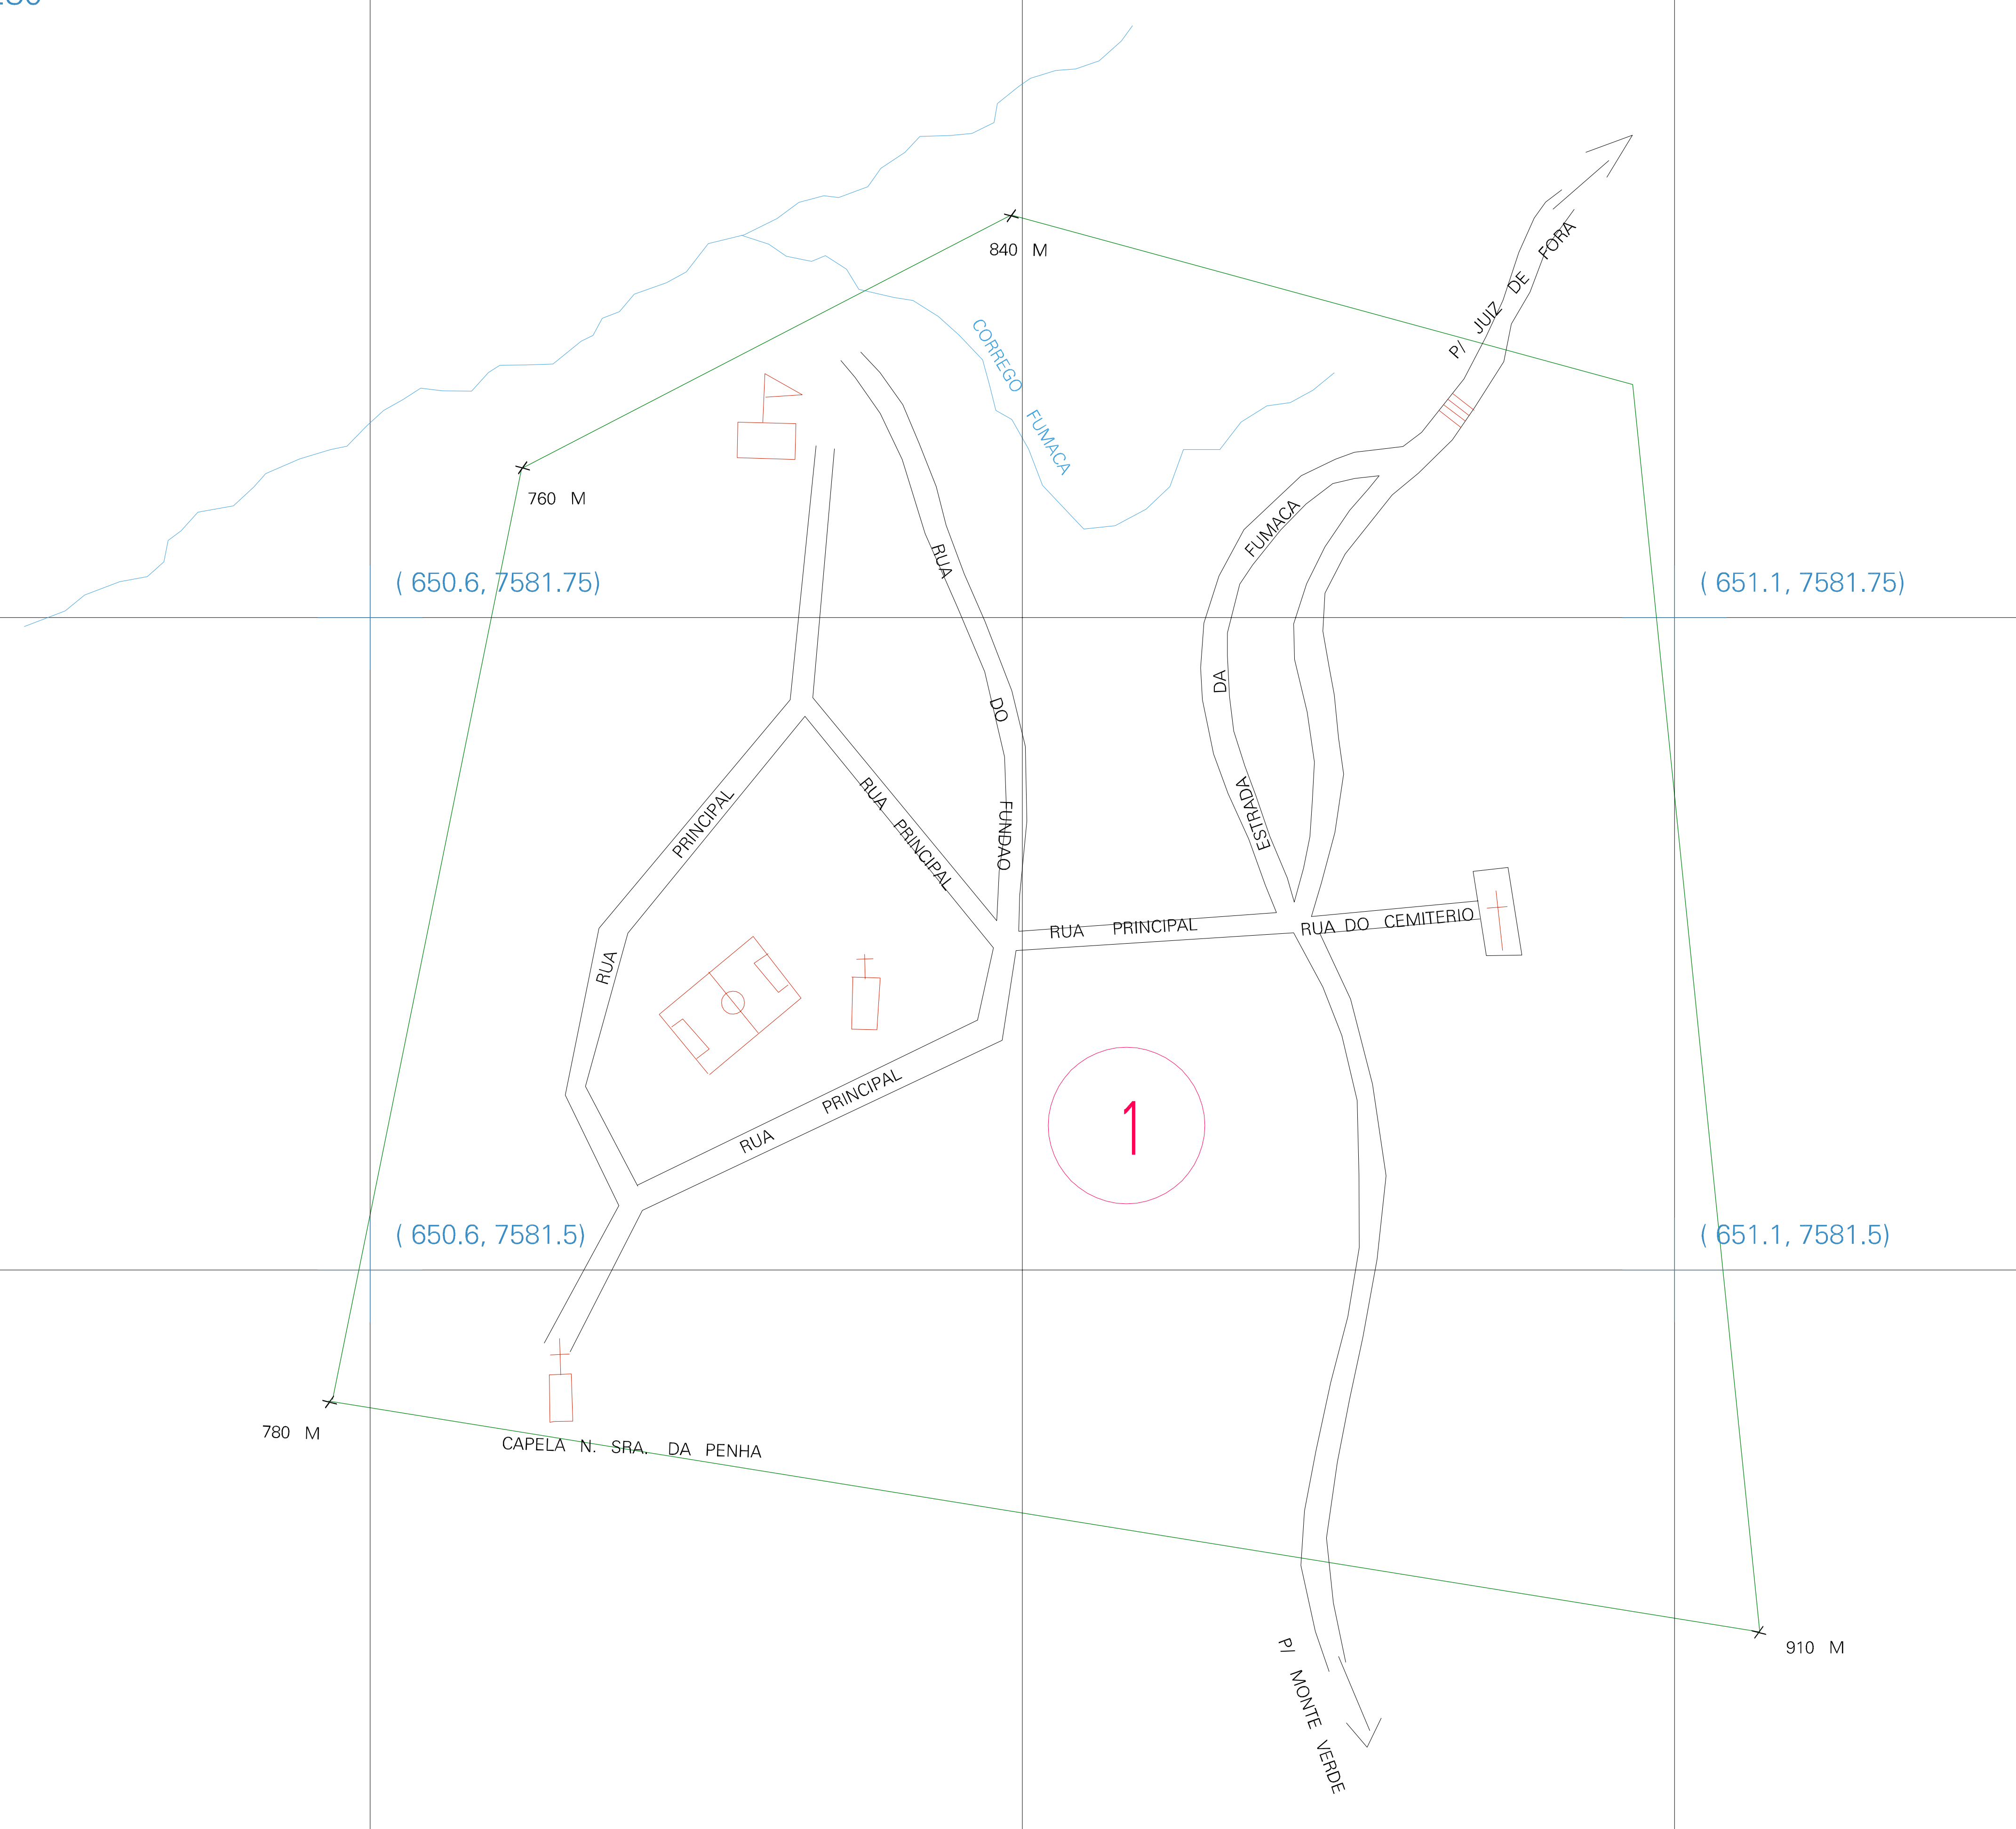 840 M
P/ JUIZ DE FORA
CORREGO FUMACA
760 M
( 650.6, 7581.75)
( 651.1, 7581.75)
RUA DO FUNDAO
ESTRADA DA FUMACA
RUA PRINCIPAL
RUA PRINCIPAL
RUA PRINCIPAL
RUA DO CEMITERIO
RUA PRINCIPAL
1
( 650.6, 7581.5)
( 651.1, 7581.5)
780 M
CAPELA N. SRA. DA PENHA
910 M
P/ MONTE VERDE